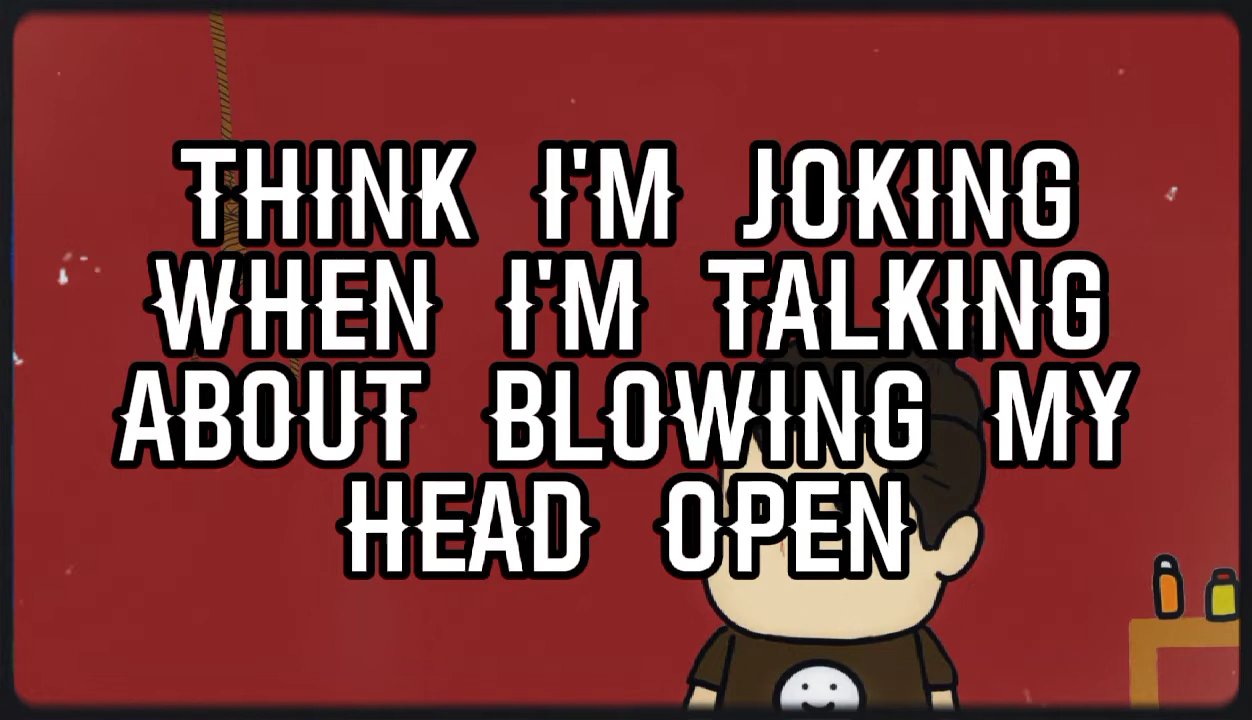 THINK I'M JOKING
WHEN I'M TALKING
ABOUT BLOWING MY
HEAD OPEN